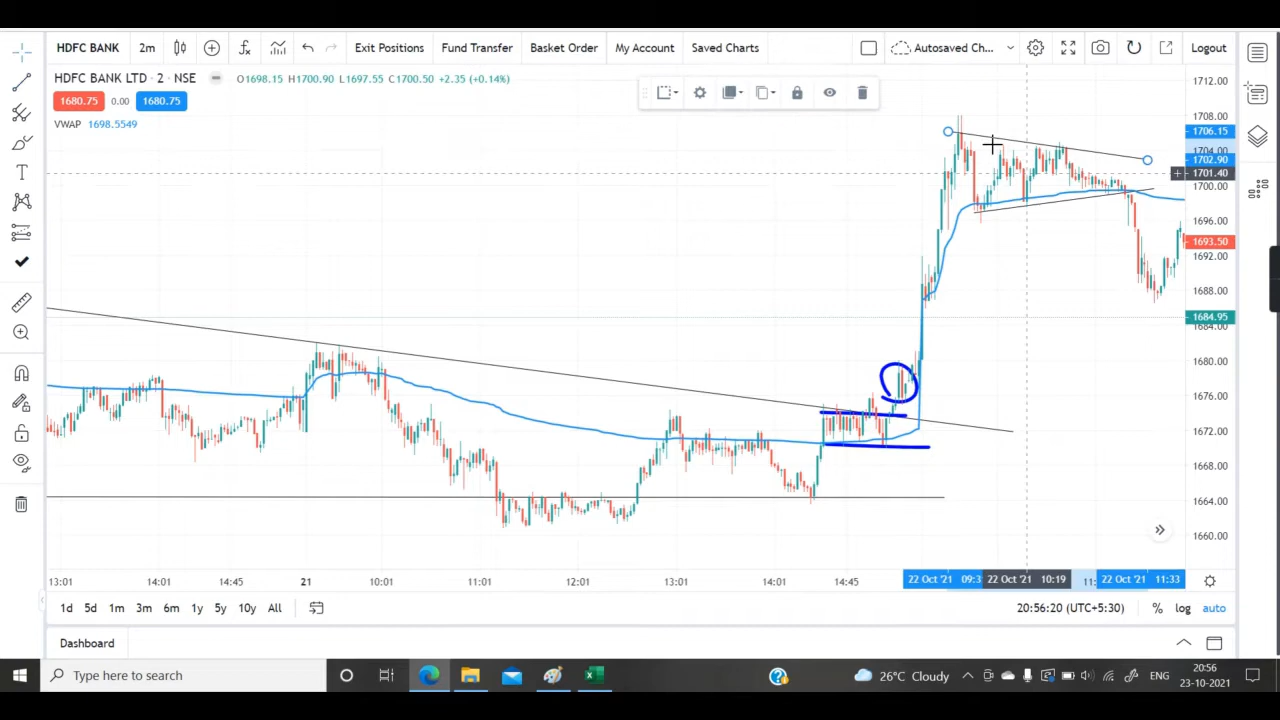 HDFC BANK 2m Exit Positions Fund Transfer Basket Order My Account Saved Charts Autosaved Ch... Logout
HDFC BANK LTD · 2 · NSE O1698.15 H1700.90 L1697.55 C1700.50 +2.35 (+0.14%)
1680.75 0.00 1680.75
VWAP 1698.5549
1712.00
1708.00
1706.15
1704.00
1702.90
1701.40
1700.00
1696.00
1693.50
1692.00
1688.00
1684.95
1684.00
1680.00
1676.00
1672.00
1668.00
1664.00
1660.00
13:01 14:01 14:45 21 10:01 11:01 12:01 13:01 14:01 14:45 22 Oct '21 09:3 22 Oct '21 10:19 11: 22 Oct '21 11:33
1d 5d 1m 3m 6m 1y 5y 10y All 20:56:20 (UTC+5:30) % log auto
Dashboard
Type here to search 26°C Cloudy ENG 20:56
23-10-2021